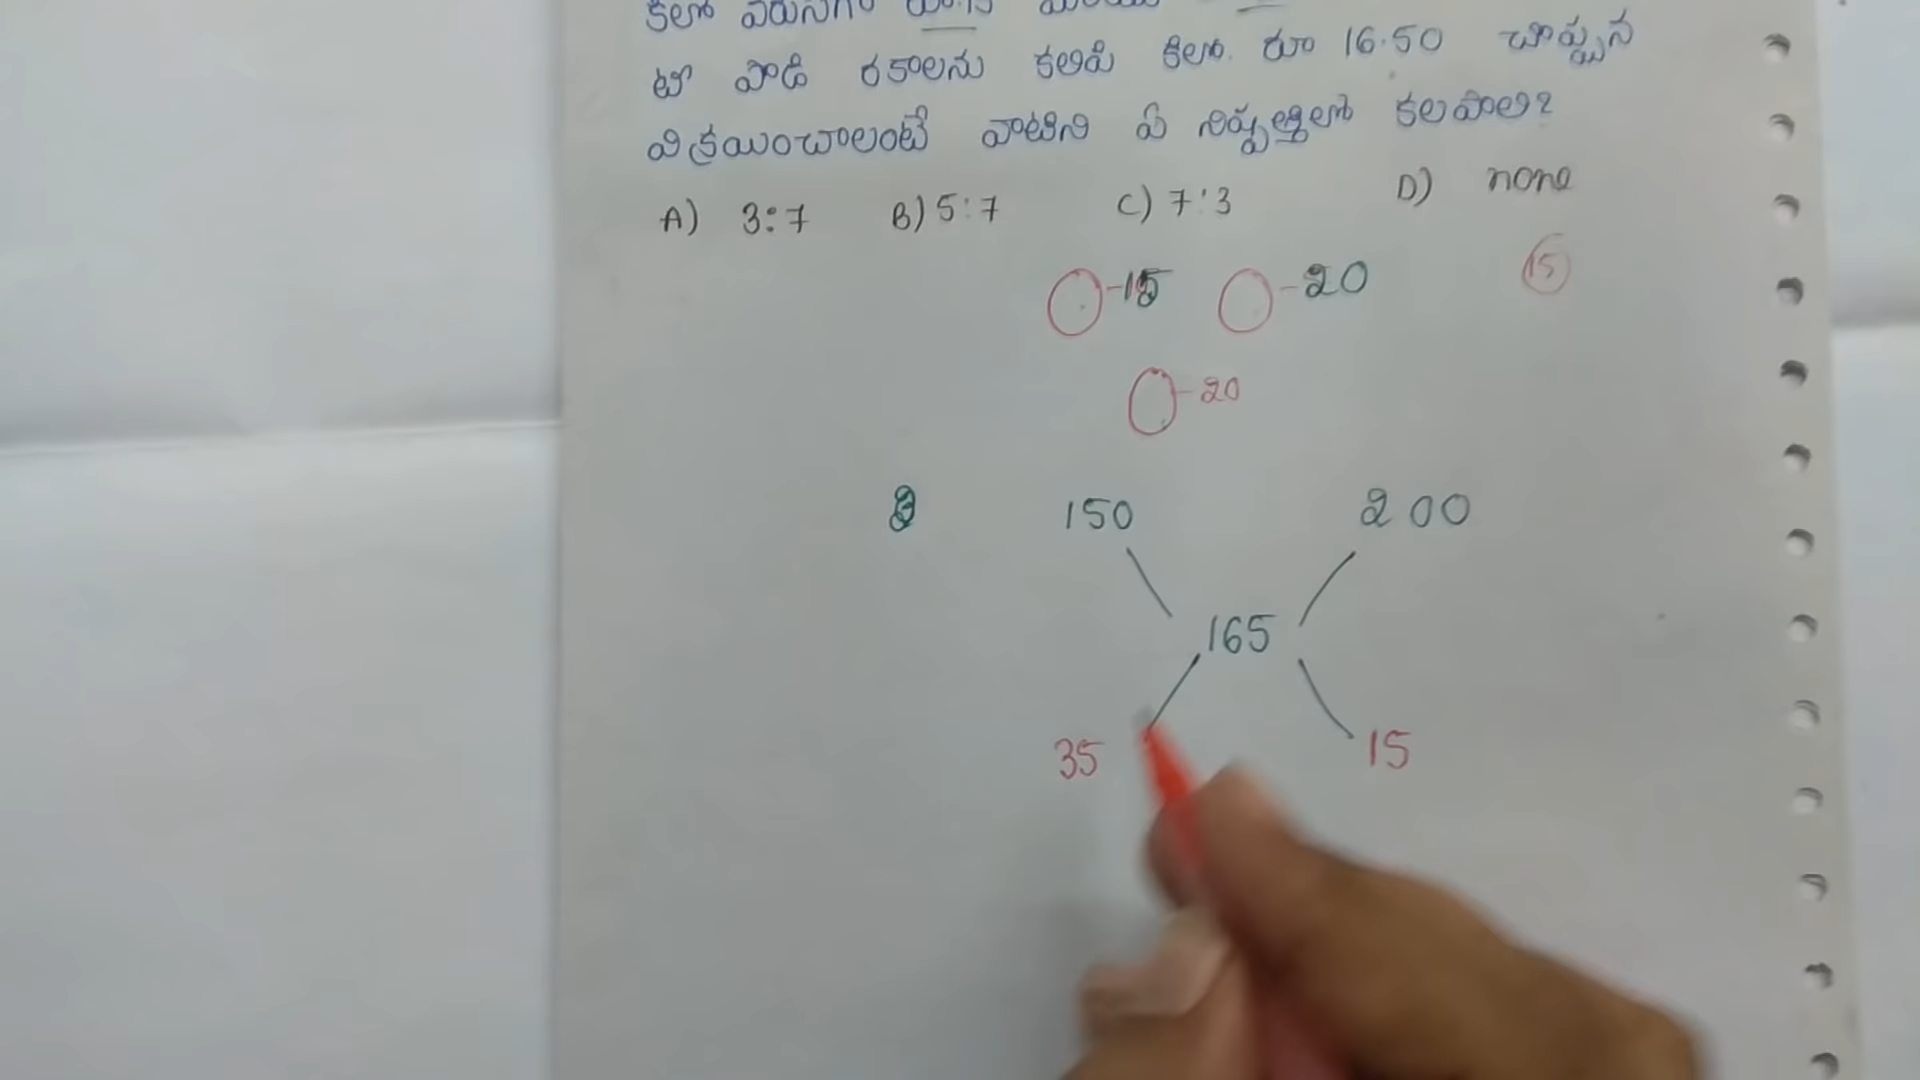 కిలో వరుసగా రూ.15
టీ పొడి రకాలను కలిపి కిలో. రూ 16.50 చొప్పున
విక్రయించాలంటే వాటిని ఏ నిష్పత్తిలో కలపాలి?
A) 3:7 B) 5:7 C) 7:3 D) none
-15 -20 15
-20
150 200
165
35 15